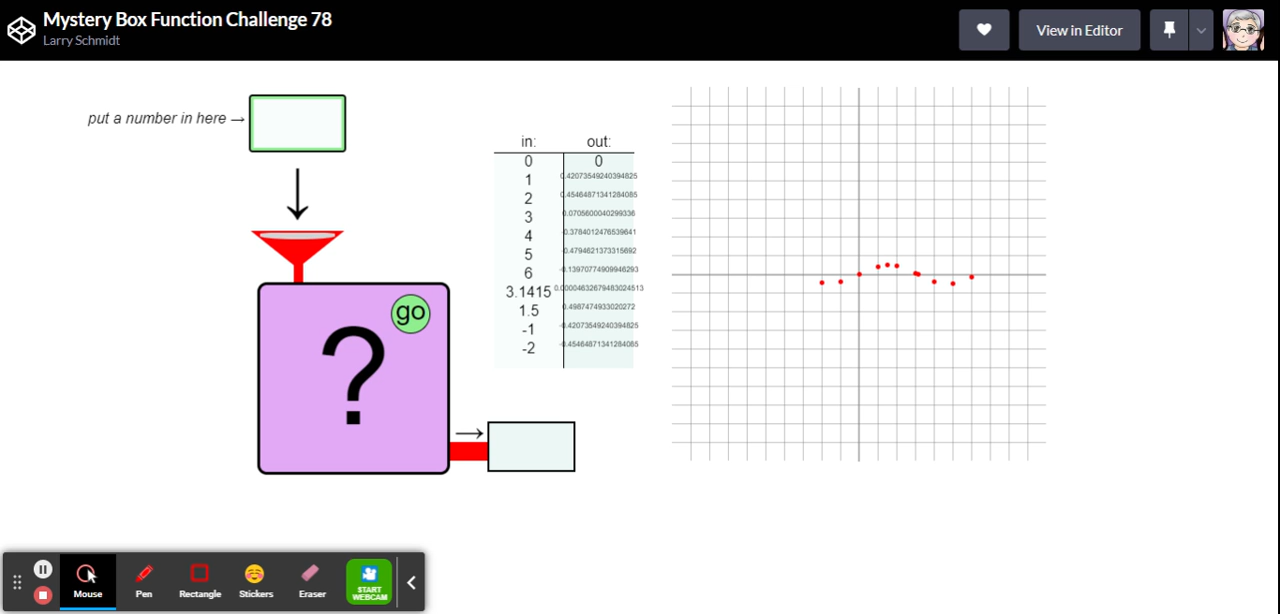 Mystery Box Function Challenge 78
Larry Schmidt
View in Editor
put a number in here →
in: out:
0 0
1 0.42073549240394825
2 0.45464871341284085
3 0.0705600040299336
4 -0.3784012476539641
5 -0.4794621373315692
6 -0.13970774909946293
3.1415 0.00004632679483024513
1.5 0.4987474933020272
-1 -0.42073549240394825
-2 -0.45464871341284085
go
?
Mouse Pen Rectangle Stickers Eraser START WEBCAM